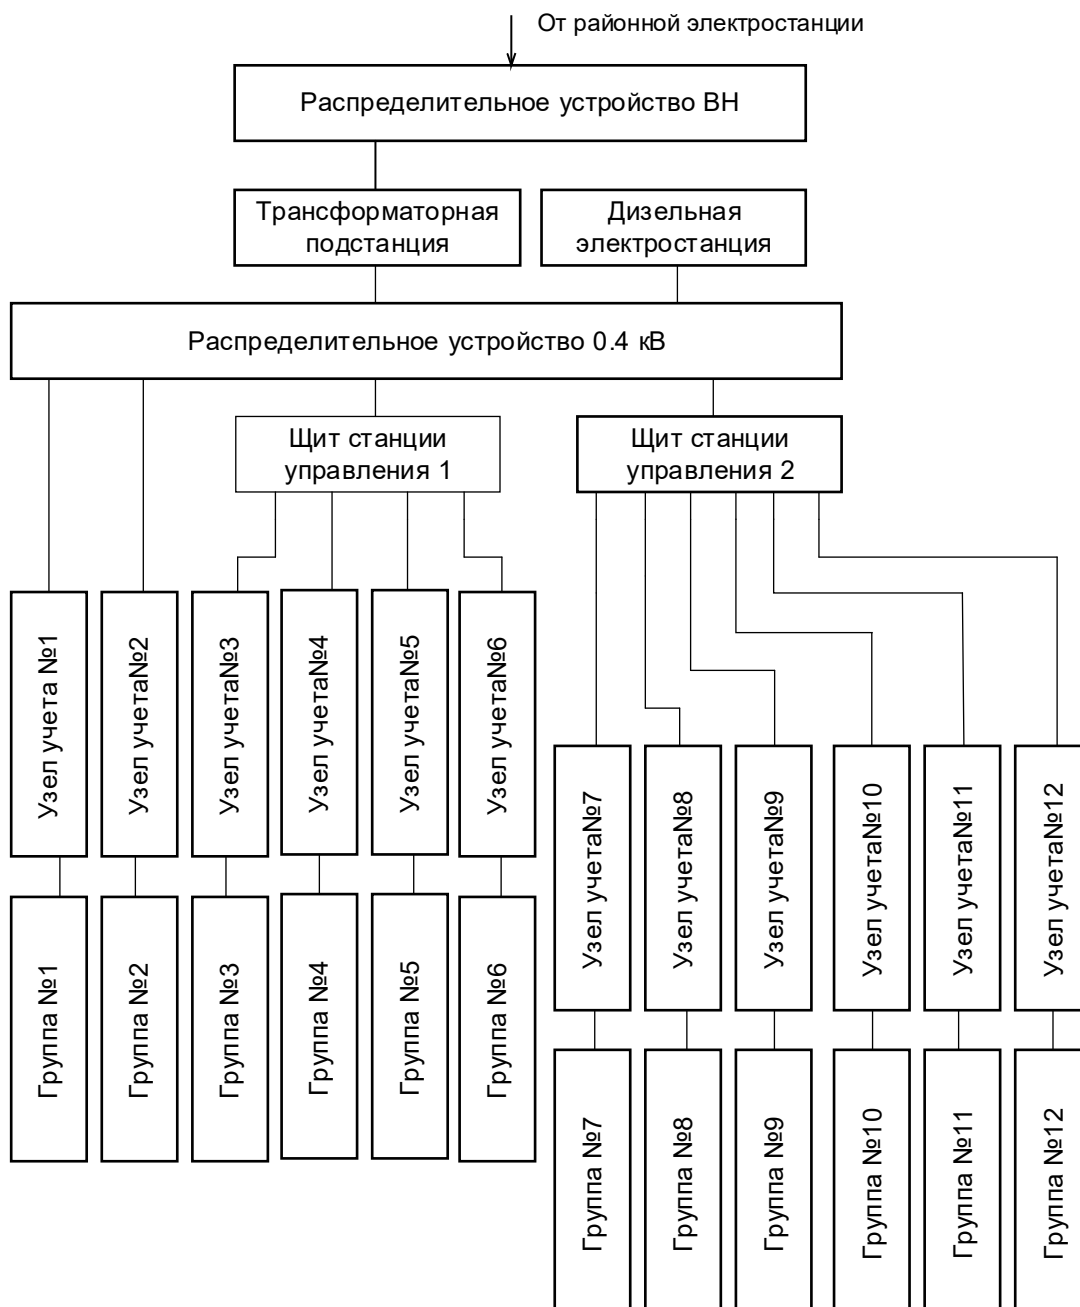 От районной электростанции
Распределительное устройство ВН
Трансформаторная
подстанция
Дизельная
электростанция
Распределительное устройство 0.4 кВ
Щит станции
управления 1
Щит станции
управления 2
Узел учета №1
Узел учета№2
Узел учета№3
Узел учета№4
Узел учета№5
Узел учета№6
Узел учета№7
Узел учета№8
Узел учета№9
Узел учета№10
Узел учета№11
Узел учета№12
Группа №1
Группа №2
Группа №3
Группа №4
Группа №5
Группа №6
Группа №7
Группа №8
Группа №9
Группа №10
Группа №11
Группа №12